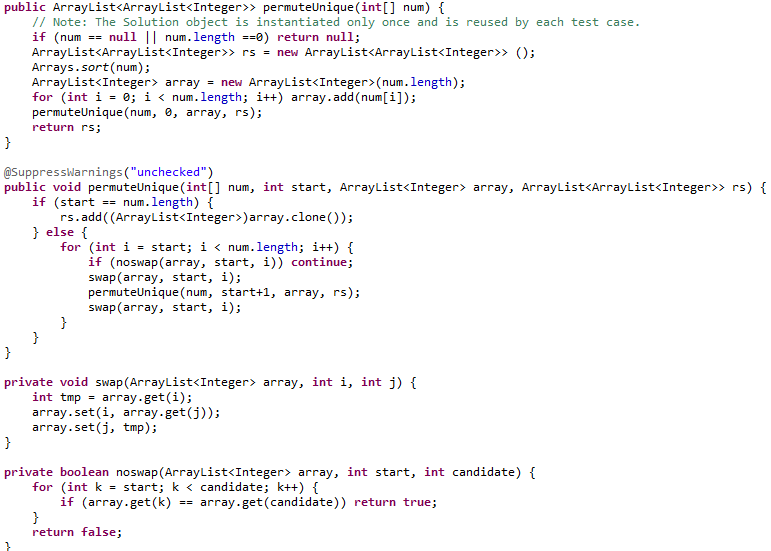 public ArrayList<ArrayList<Integer>> permuteUnique(int[] num) {
    // Note: The Solution object is instantiated only once and is reused by each test case.
    if (num == null || num.length ==0) return null;
    ArrayList<ArrayList<Integer>> rs = new ArrayList<ArrayList<Integer>> ();
    Arrays.sort(num);
    ArrayList<Integer> array = new ArrayList<Integer>(num.length);
    for (int i = 0; i < num.length; i++) array.add(num[i]);
    permuteUnique(num, 0, array, rs);
    return rs;
}

@SuppressWarnings("unchecked")
public void permuteUnique(int[] num, int start, ArrayList<Integer> array, ArrayList<ArrayList<Integer>> rs) {
    if (start == num.length) {
        rs.add((ArrayList<Integer>)array.clone());
    } else {
        for (int i = start; i < num.length; i++) {
            if (noswap(array, start, i)) continue;
            swap(array, start, i);
            permuteUnique(num, start+1, array, rs);
            swap(array, start, i);
        }
    }
}

private void swap(ArrayList<Integer> array, int i, int j) {
    int tmp = array.get(i);
    array.set(i, array.get(j));
    array.set(j, tmp);
}

private boolean noswap(ArrayList<Integer> array, int start, int candidate) {
    for (int k = start; k < candidate; k++) {
        if (array.get(k) == array.get(candidate)) return true;
    }
    return false;
}